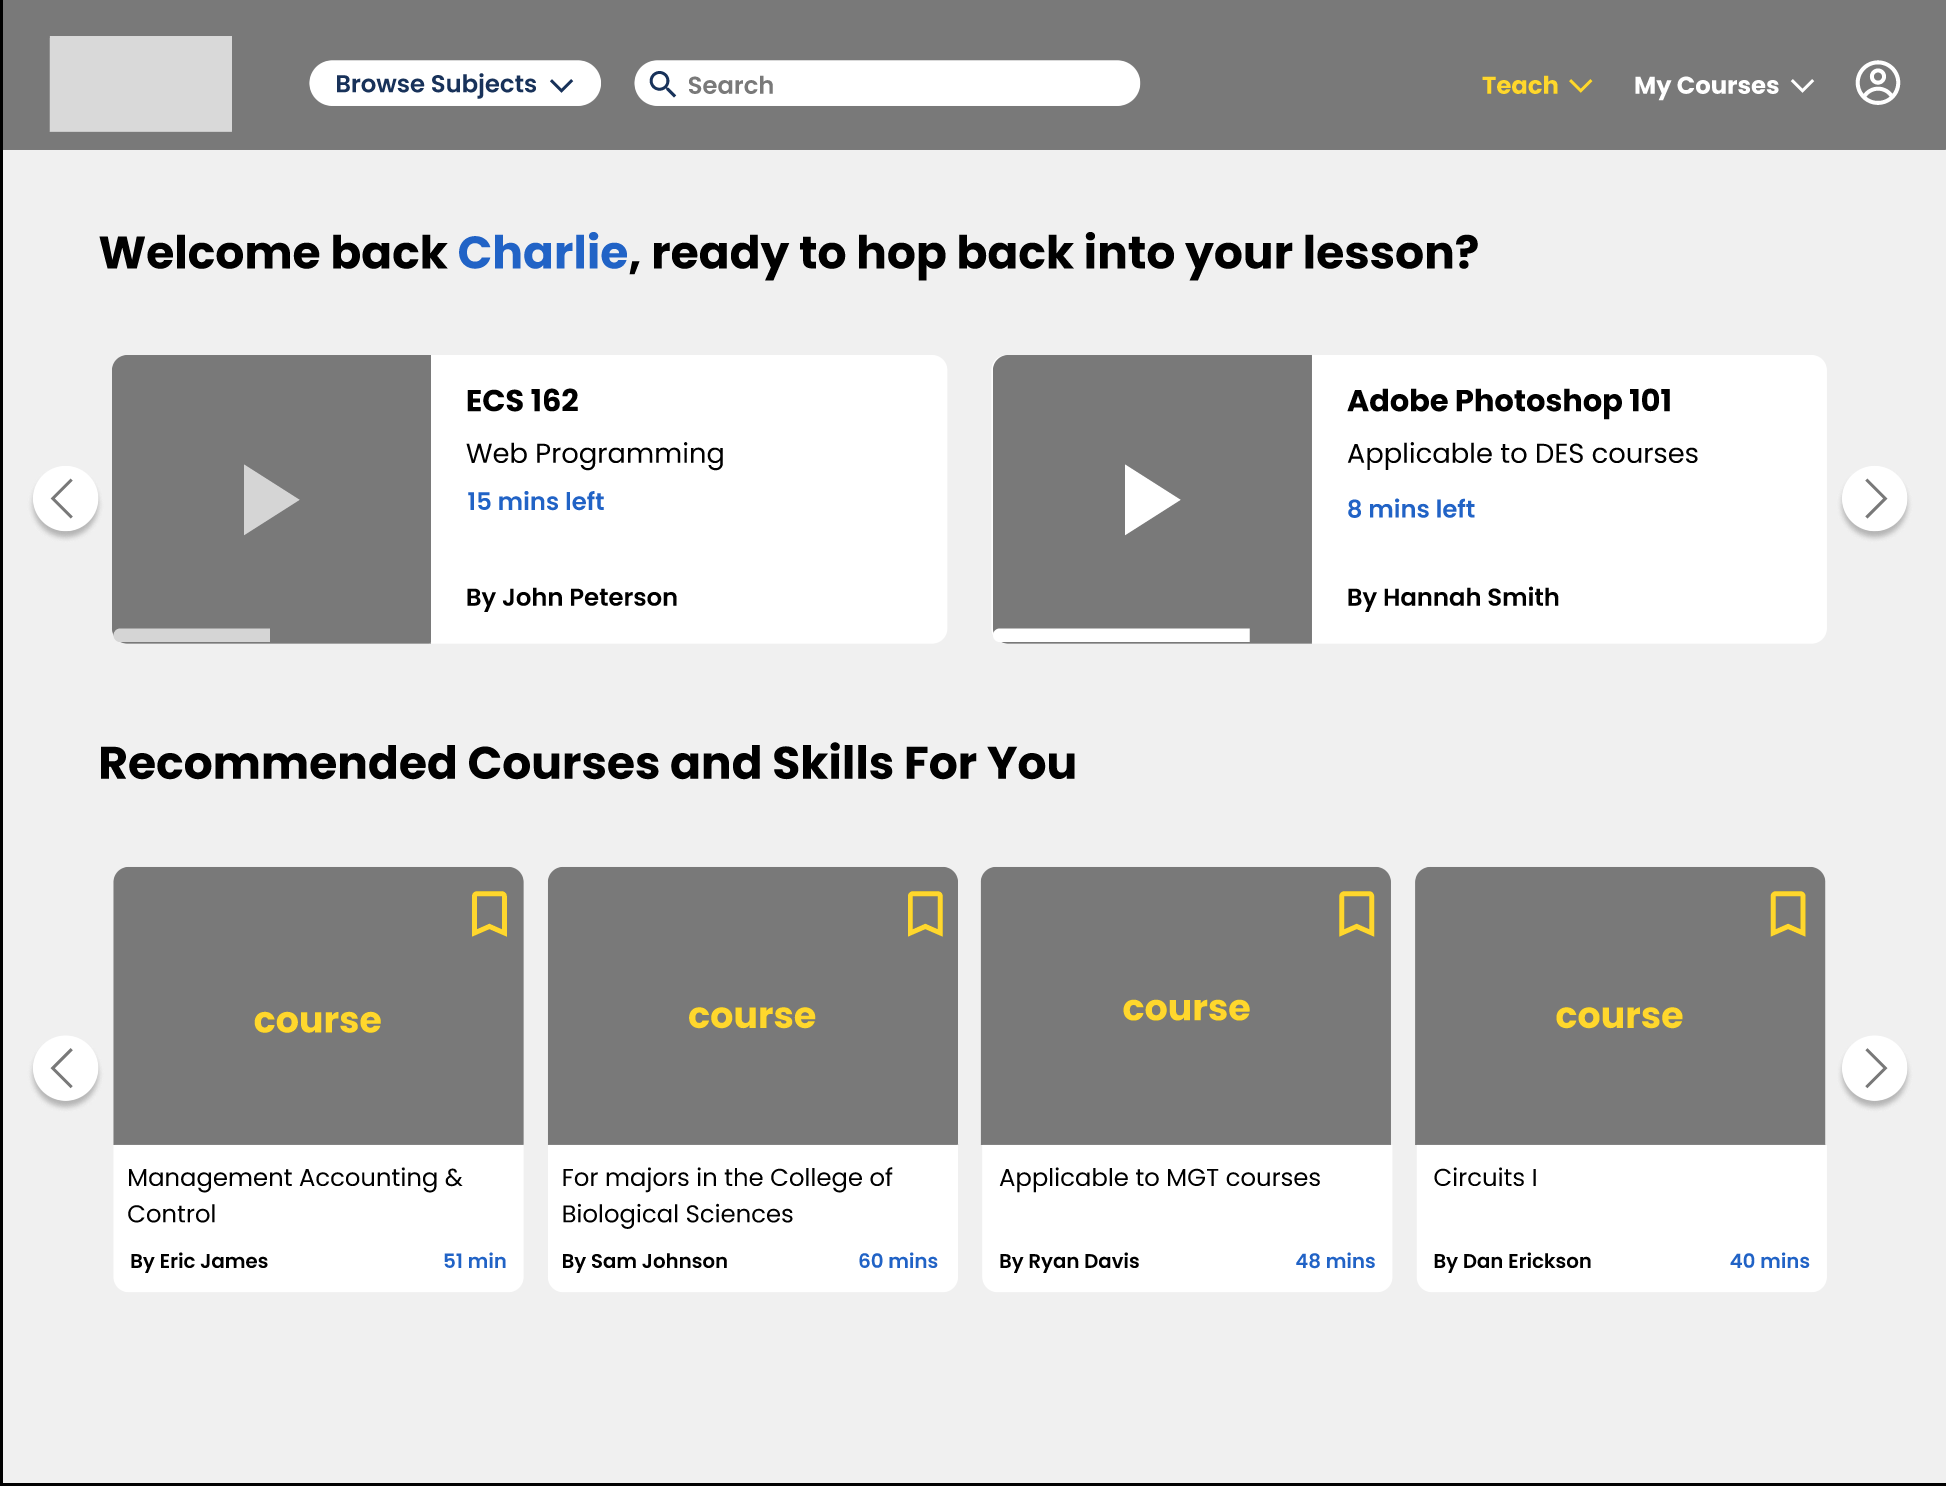 Browse Subjects
Search
Teach
My Courses
Welcome back Charlie, ready to hop back into your lesson?
ECS 162
Web Programming
15 mins left
By John Peterson
Adobe Photoshop 101
Applicable to DES courses
8 mins left
By Hannah Smith
Recommended Courses and Skills For You
course
Management Accounting &
Control
By Eric James
51 min
course
For majors in the College of
Biological Sciences
By Sam Johnson
60 mins
course
Applicable to MGT courses
By Ryan Davis
48 mins
course
Circuits I
By Dan Erickson
40 mins